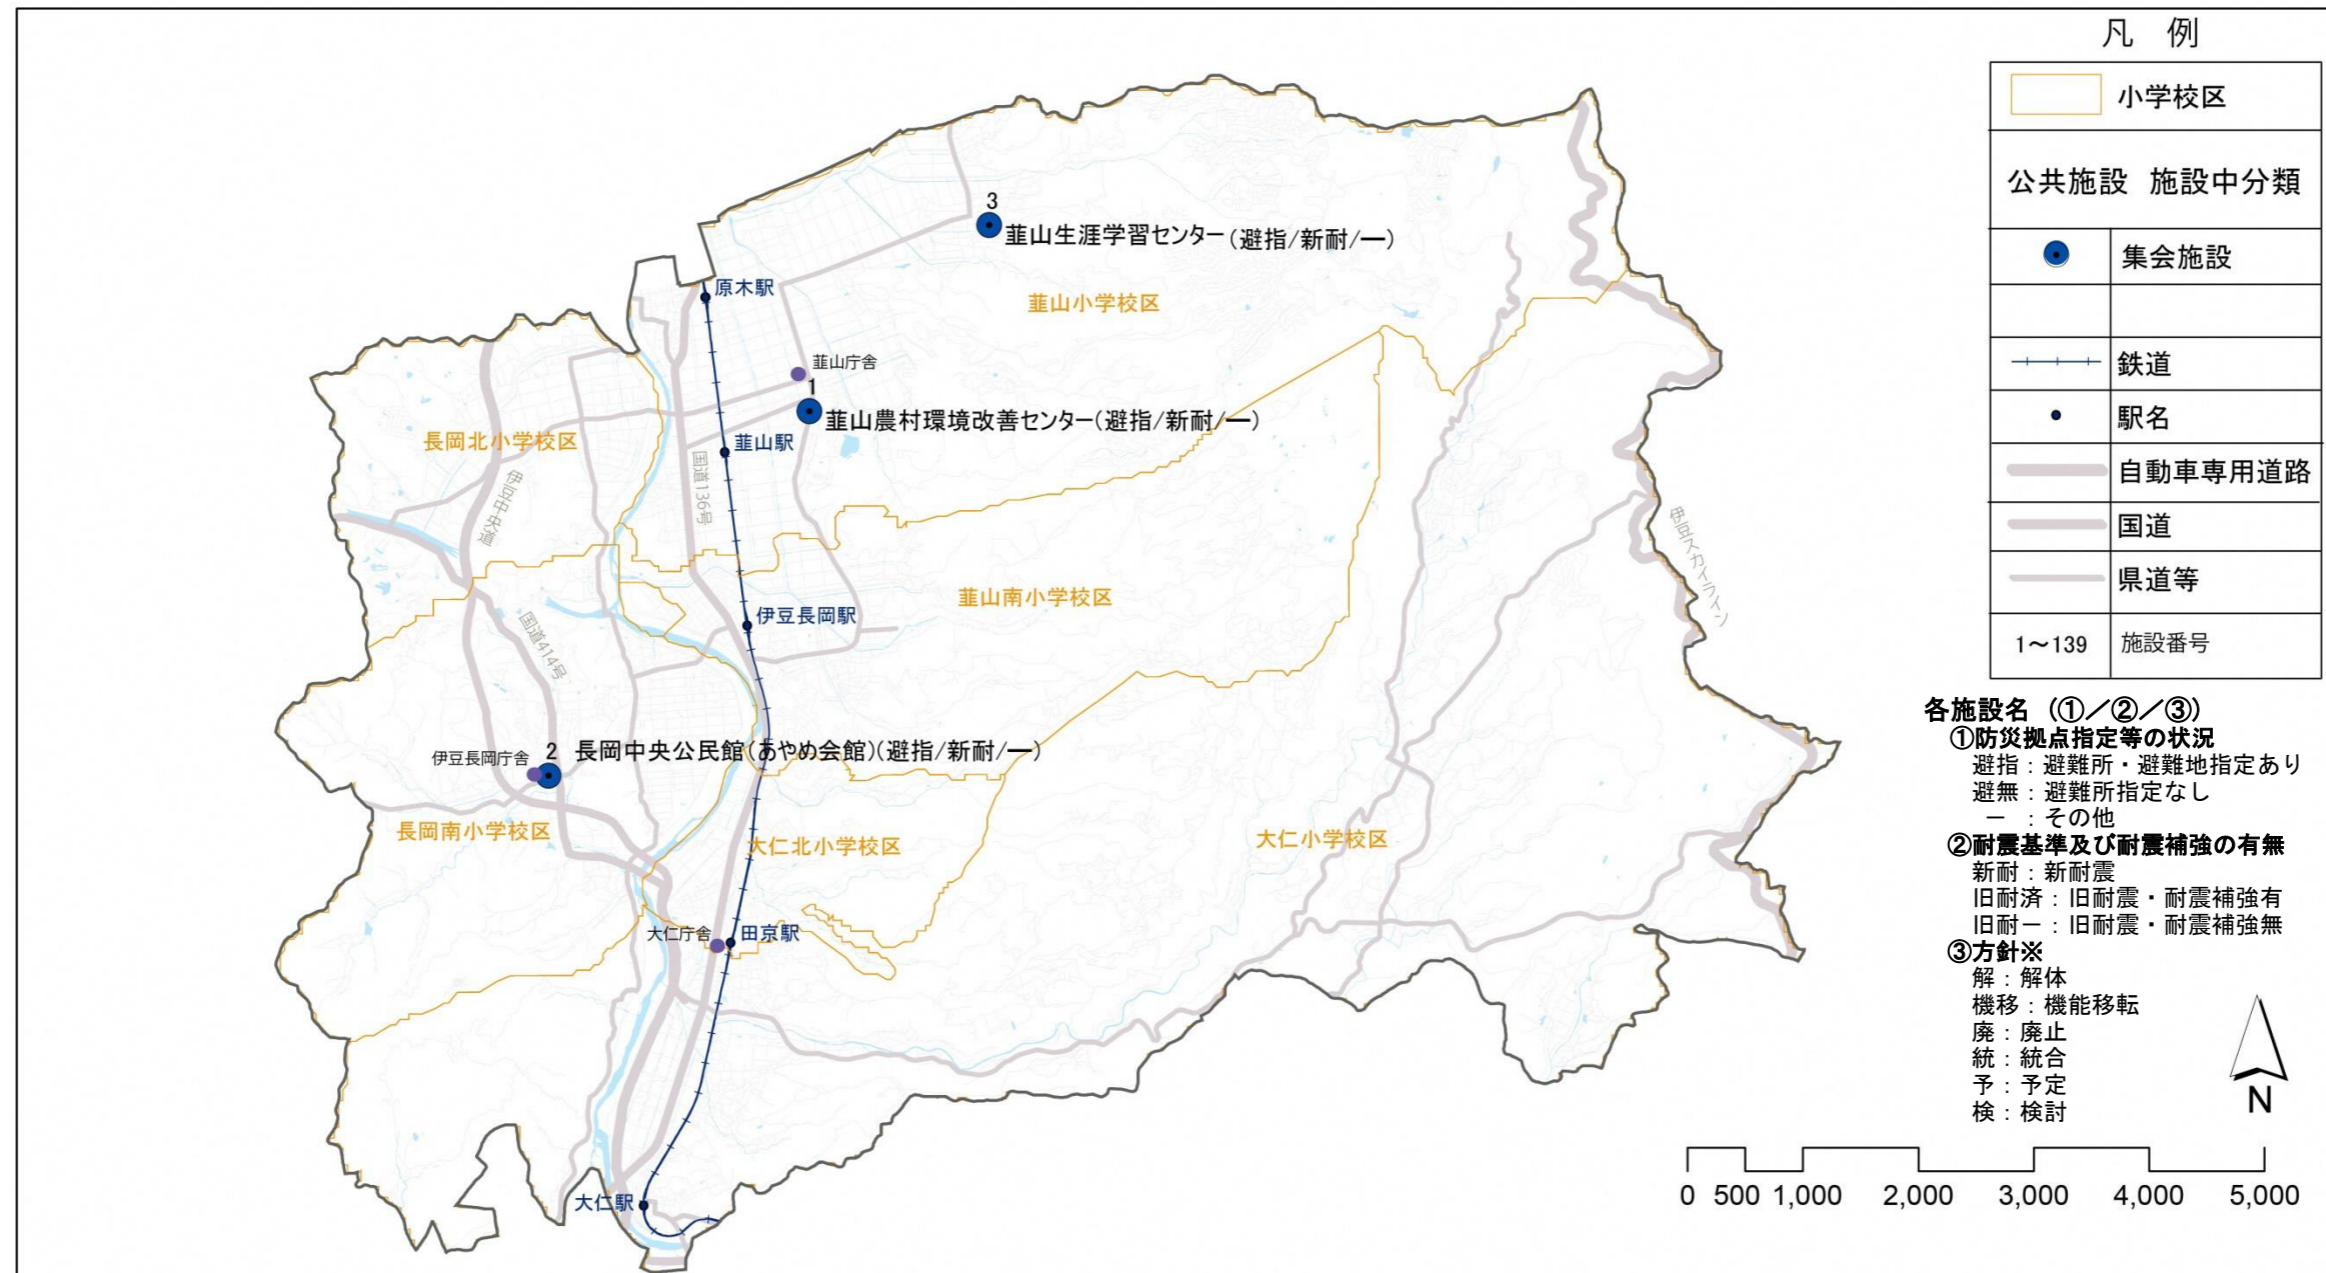 3
韮山生涯学習センター(避指/新耐/―)
原木駅
韮山小学校区
韮山庁舎
1
韮山農村環境改善センター(避指/新耐/―)
長岡北小学校区
韮山駅
国道136号
伊豆中央道
伊豆スカイライン
韮山南小学校区
伊豆長岡駅
国道414号
伊豆長岡庁舎
2
長岡中央公民館(あやめ会館)(避指/新耐/―)
長岡南小学校区
大仁北小学校区
大仁小学校区
大仁庁舎
田京駅
大仁駅
凡 例
小学校区
公共施設 施設中分類
集会施設
鉄道
駅名
自動車専用道路
国道
県道等
1~139 施設番号
各施設名(①/②/③)
①防災拠点指定等の状況
避指:避難所・避難地指定あり
避無:避難所指定なし
― :その他
②耐震基準及び耐震補強の有無
新耐:新耐震
旧耐済:旧耐震・耐震補強有
旧耐―:旧耐震・耐震補強無
③方針※
解:解体
機移:機能移転
廃:廃止
統:統合
予:予定
検:検討
N
0 500 1,000 2,000 3,000 4,000 5,000